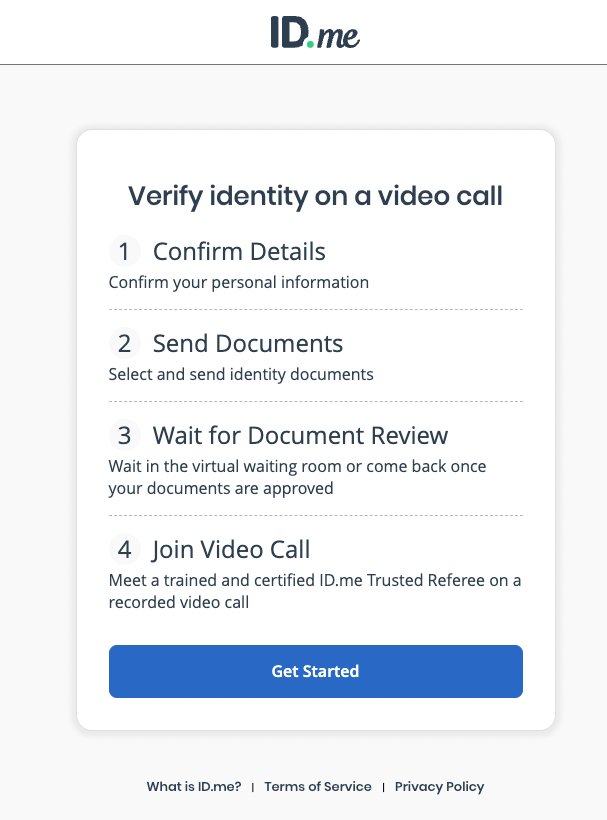 ID.me
Verify identity on a video call
1 Confirm Details
Confirm your personal information
2 Send Documents
Select and send identity documents
3 Wait for Document Review
Wait in the virtual waiting room or come back once
your documents are approved
4 Join Video Call
Meet a trained and certified ID.me Trusted Referee on a
recorded video call
Get Started
What is ID.me? | Terms of Service | Privacy Policy